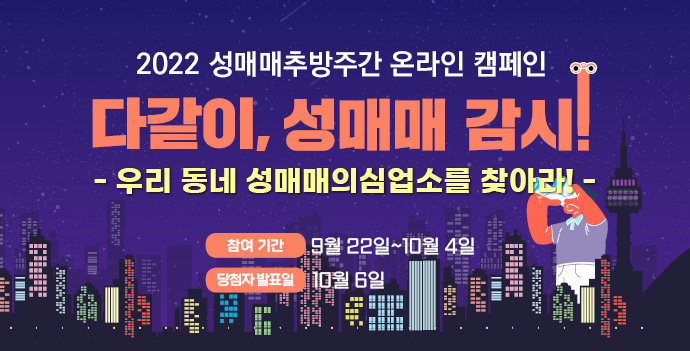 2022 성매매추방주간 온라인 캠페인
다같이, 성매매 감시!
- 우리 동네 성매매의심업소를 찾아라! -
참여 기간 9월 22일~10월 4일
당첨자 발표일 10월 6일